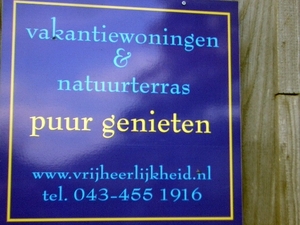 vakantiewoningen
&
natuurterras
puur genieten
www.vrijheerlijkheid.nl
tel. 043-455 1916